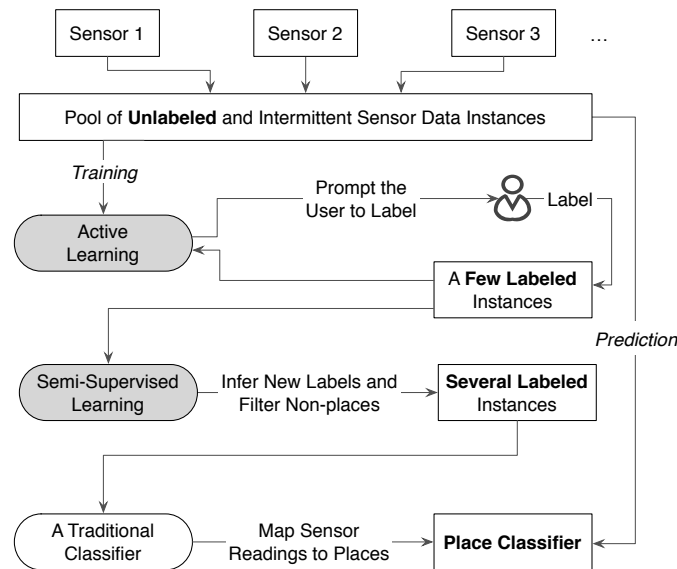 Sensor 1
Sensor 2
Sensor 3
...
Pool of Unlabeled and Intermittent Sensor Data Instances
Training
Prompt the
User to Label
Label
Active
Learning
A Few Labeled
Instances
Prediction
Semi-Supervised
Learning
Infer New Labels and
Filter Non-places
Several Labeled
Instances
A Traditional
Classifier
Map Sensor
Readings to Places
Place Classifier